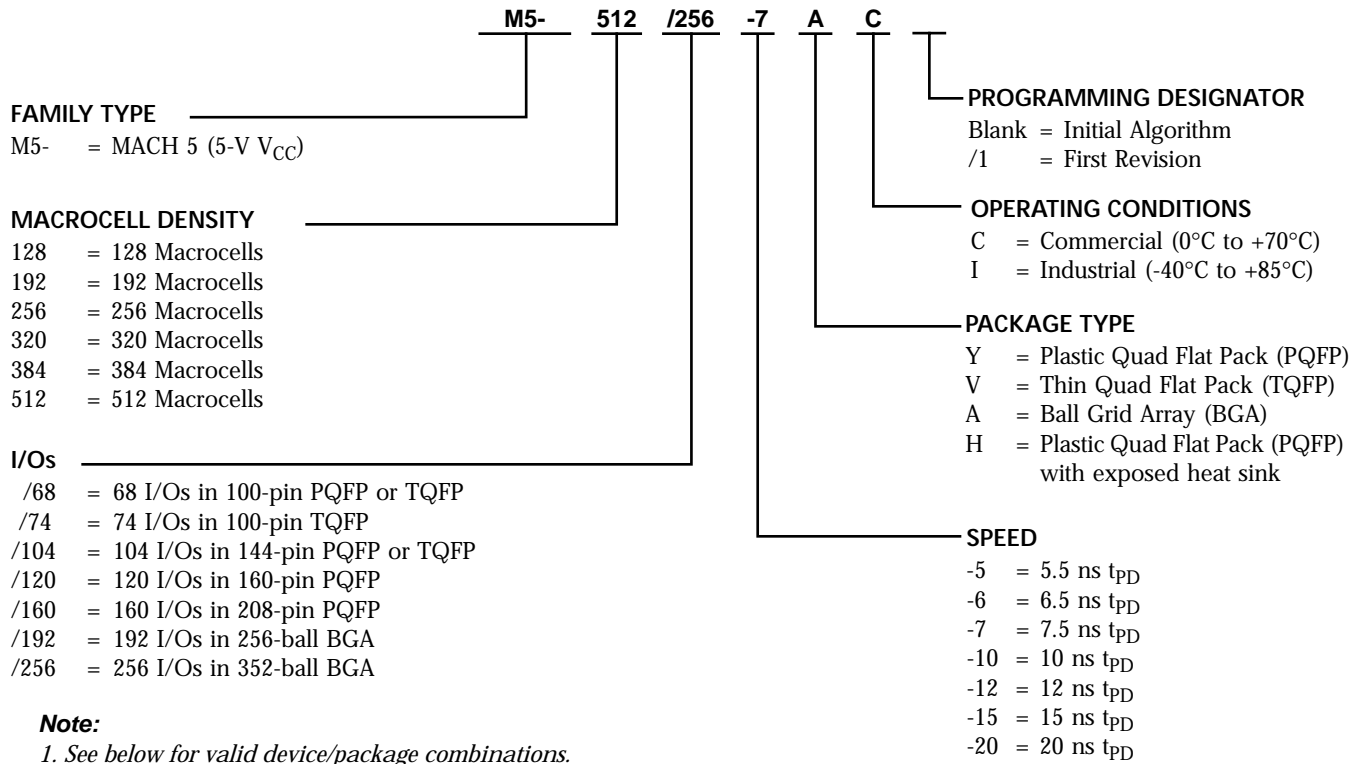 M5- 512 /256 -7 A C
FAMILY TYPE
M5- = MACH 5 (5-V VCC)
MACROCELL DENSITY
128 = 128 Macrocells
192 = 192 Macrocells
256 = 256 Macrocells
320 = 320 Macrocells
384 = 384 Macrocells
512 = 512 Macrocells
I/Os
/68 = 68 I/Os in 100-pin PQFP or TQFP
/74 = 74 I/Os in 100-pin TQFP
/104 = 104 I/Os in 144-pin PQFP or TQFP
/120 = 120 I/Os in 160-pin PQFP
/160 = 160 I/Os in 208-pin PQFP
/192 = 192 I/Os in 256-ball BGA
/256 = 256 I/Os in 352-ball BGA
Note:
1. See below for valid device/package combinations.
PROGRAMMING DESIGNATOR
Blank = Initial Algorithm
/1 = First Revision
OPERATING CONDITIONS
C = Commercial (0°C to +70°C)
I = Industrial (-40°C to +85°C)
PACKAGE TYPE
Y = Plastic Quad Flat Pack (PQFP)
V = Thin Quad Flat Pack (TQFP)
A = Ball Grid Array (BGA)
H = Plastic Quad Flat Pack (PQFP)
with exposed heat sink
SPEED
-5 = 5.5 ns tPD
-6 = 6.5 ns tPD
-7 = 7.5 ns tPD
-10 = 10 ns tPD
-12 = 12 ns tPD
-15 = 15 ns tPD
-20 = 20 ns tPD